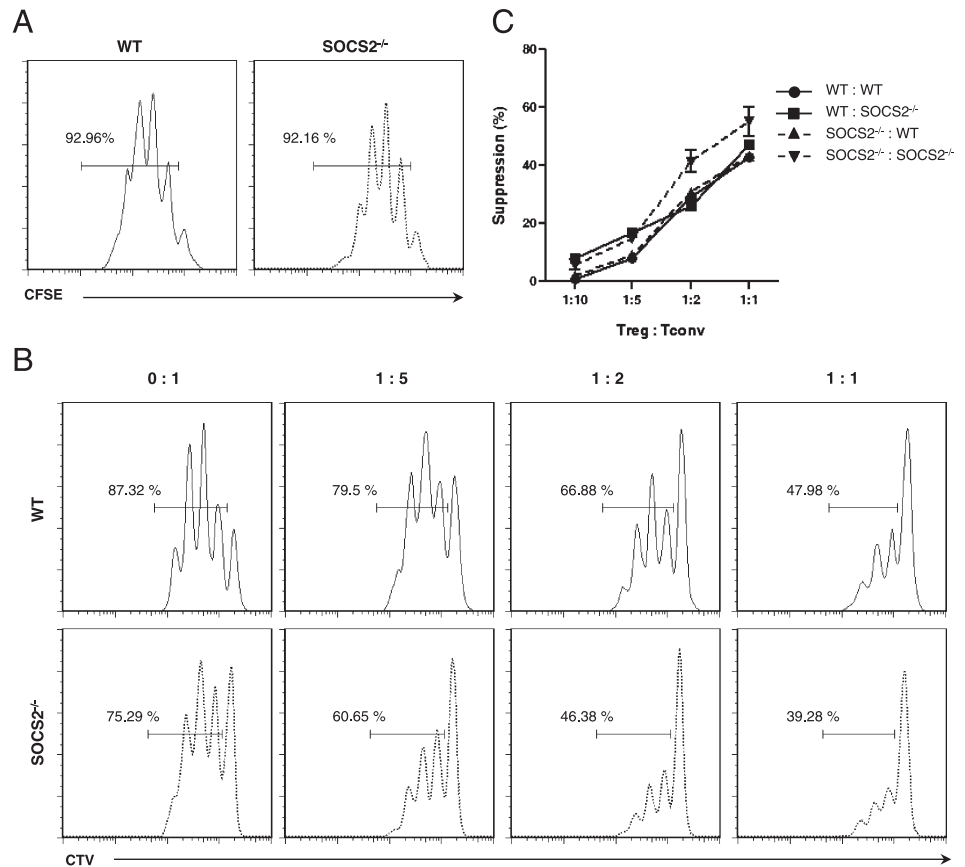 A
WT
SOCS2-/-
92.96%
92.16 %
CFSE
C
Suppression (%)
80
60
40
20
0
1:10
1:5
1:2
1:1
Treg : Tconv
WT : WT
WT : SOCS2-/-
SOCS2-/- : WT
SOCS2-/- : SOCS2-/-
B
0 : 1
1 : 5
1 : 2
1 : 1
WT
87.32 %
79.5 %
66.88 %
47.98 %
SOCS2-/-
75.29 %
60.65 %
46.38 %
39.28 %
CTV